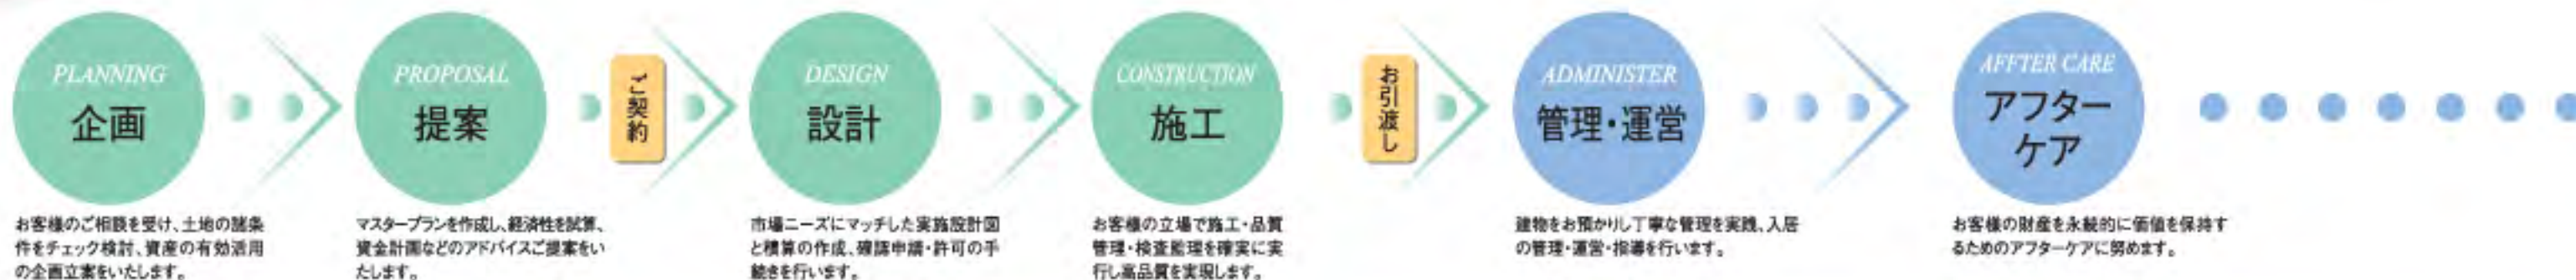 PLANNING
企画
お客様のご相談を受け、土地の諸条
件をチェック検討、資産の有効活用
の企画立案をいたします。
PROPOSAL
提案
マスタープランを作成し、経済性を試算、
資金計画などのアドバイスご提案をい
たします。
ご契約
DESIGN
設計
市場ニーズにマッチした実施設計図
と積算の作成、確認申請・許可の手
続きを行います。
CONSTRUCTION
施工
お客様の立場で施工・品質
管理・検査監理を確実に実
行し高品質を実現します。
お引渡し
ADMINISTER
管理・運営
建物をお預かりし丁寧な管理を実践、入居
の管理・運営・指導を行います。
AFFTER CARE
アフター
ケア
お客様の財産を永続的に価値を保持す
るためのアフターケアに努めます。